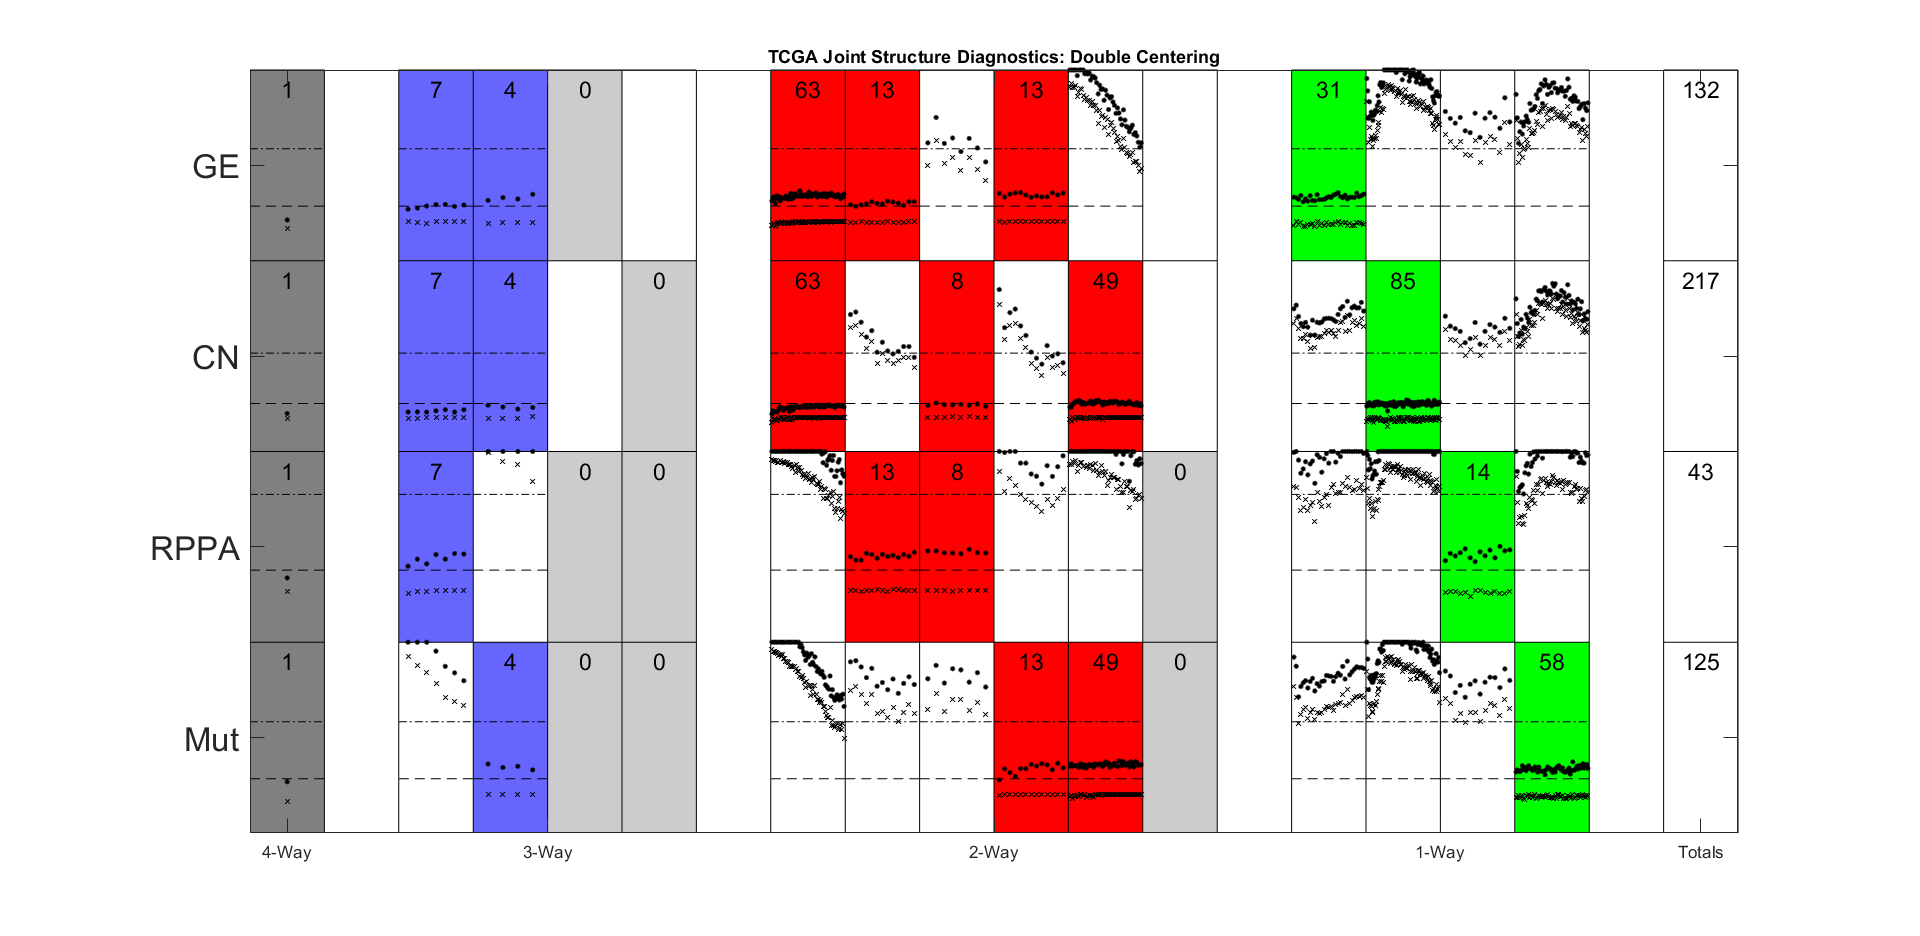 TCGA Joint Structure Diagnostics: Double Centering
GE 1 7 4 0 63 13 13 31 132
CN 1 7 4 0 63 8 49 85 217
RPPA 1 7 0 0 13 8 0 14 43
Mut 1 4 0 0 13 49 0 58 125
4-Way 3-Way 2-Way 1-Way Totals